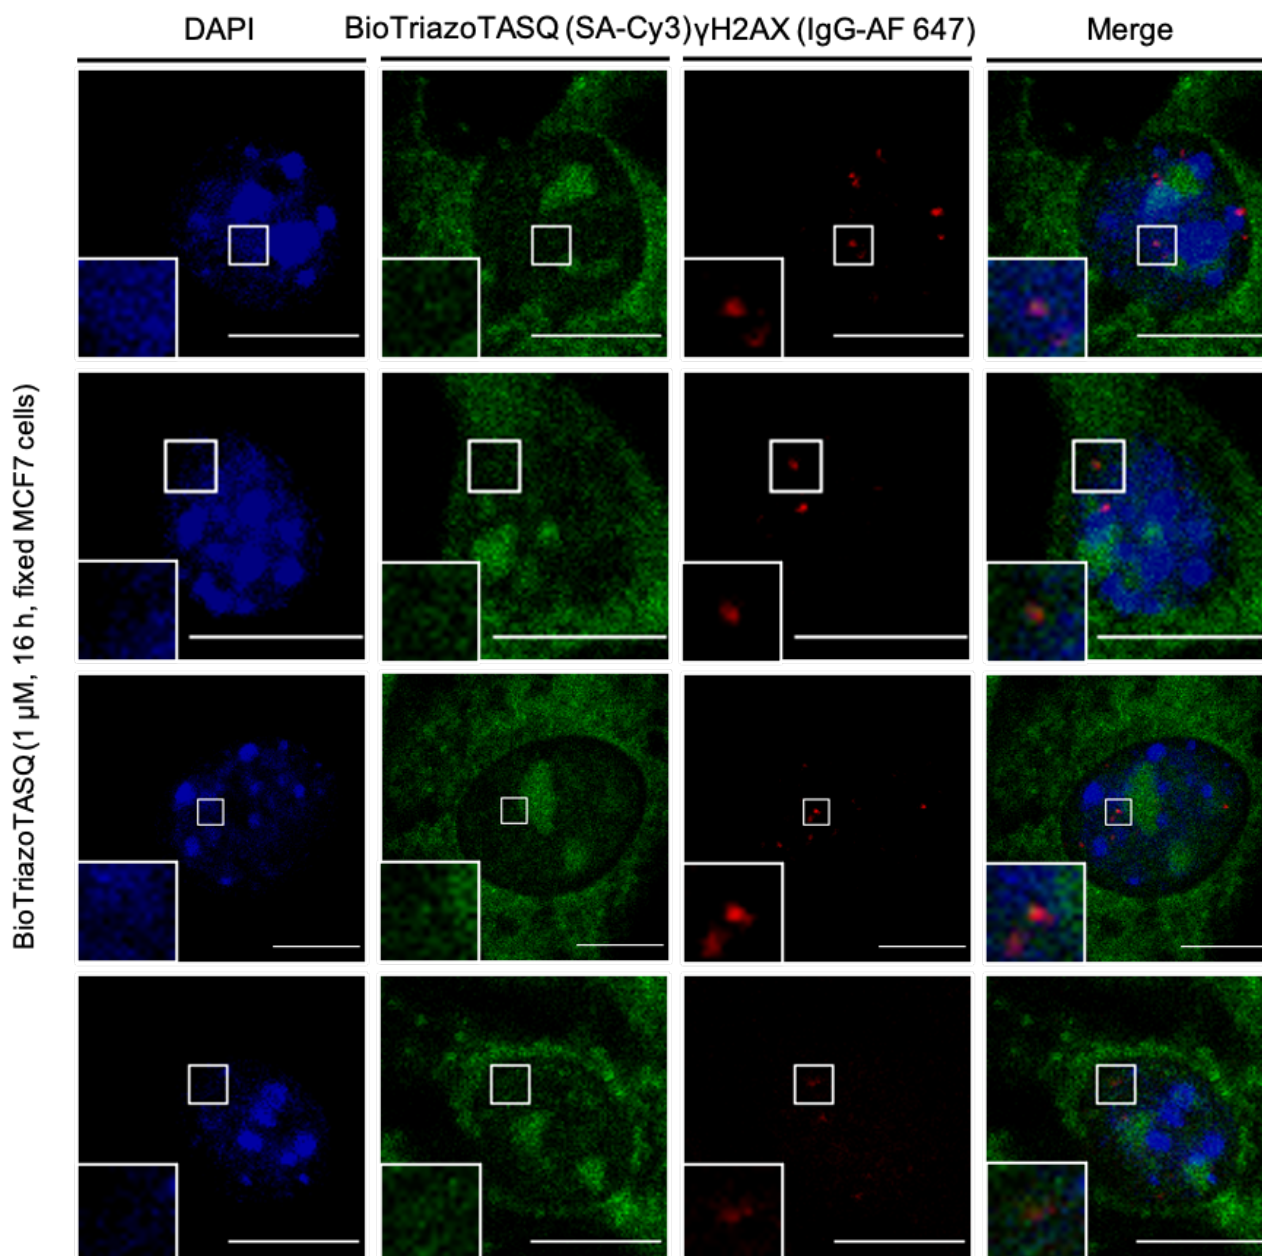 DAPI
BioTriazoTASQ (SA-Cy3)
γH2AX (IgG-AF 647)
Merge
BioTriazoTASQ (1 μM, 16 h, fixed MCF7 cells)